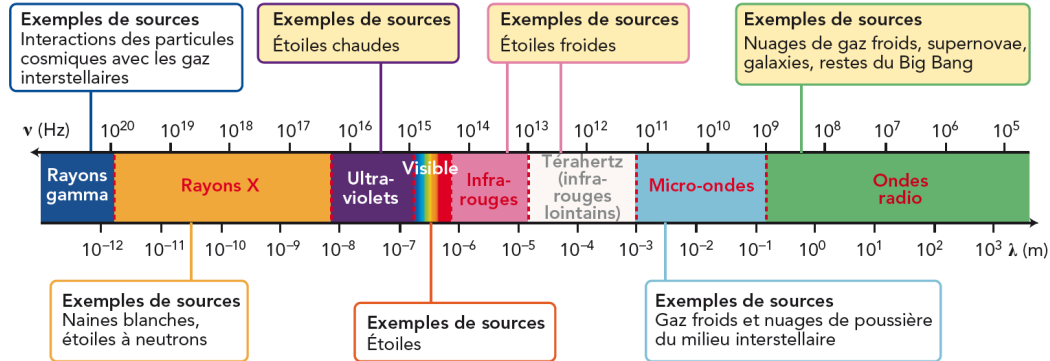 Exemples de sources
Interactions des particules
cosmiques avec les gaz
interstellaires
Exemples de sources
Étoiles chaudes
Exemples de sources
Étoiles froides
Exemples de sources
Nuages de gaz froids, supernovae,
galaxies, restes du Big Bang
ν (Hz) 10²⁰ 10¹⁹ 10¹⁸ 10¹⁷ 10¹⁶ 10¹⁵ 10¹⁴ 10¹³ 10¹² 10¹¹ 10¹⁰ 10⁹ 10⁸ 10⁷ 10⁶ 10⁵
Rayons
gamma
Rayons X
Ultra-
violets
Visible
Infra-
rouges
Térahertz
(infra-
rouges
lointains)
Micro-ondes
Ondes
radio
10⁻¹² 10⁻¹¹ 10⁻¹⁰ 10⁻⁹ 10⁻⁸ 10⁻⁷ 10⁻⁶ 10⁻⁵ 10⁻⁴ 10⁻³ 10⁻² 10⁻¹ 10⁰ 10¹ 10² 10³ λ (m)
Exemples de sources
Naines blanches,
étoiles à neutrons
Exemples de sources
Étoiles
Exemples de sources
Gaz froids et nuages de poussière
du milieu interstellaire